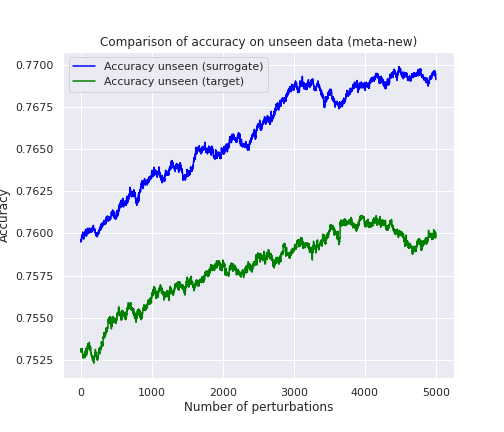 Comparison of accuracy on unseen data (meta-new)
Accuracy unseen (surrogate)
Accuracy unseen (target)
0.7700
0.7675
0.7650
0.7625
0.7600
0.7575
0.7550
0.7525
Accuracy
0 1000 2000 3000 4000 5000
Number of perturbations